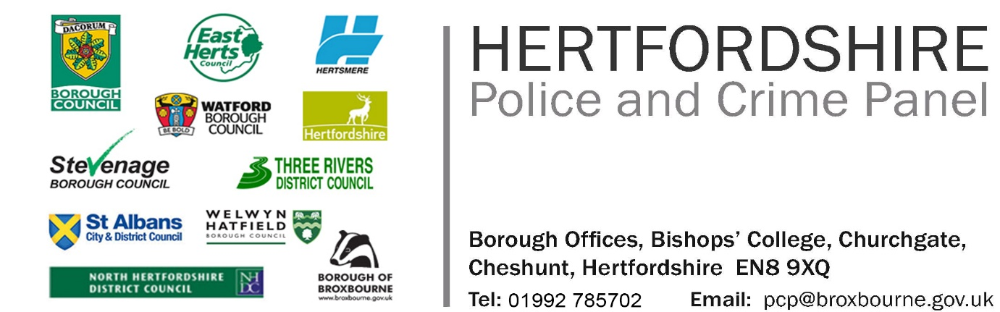 DACORUM
BOROUGH
COUNCIL
East
Herts
Council
HERTSMERE
BE BOLD
WATFORD
BOROUGH
COUNCIL
Hertfordshire
Stevenage
BOROUGH COUNCIL
THREE RIVERS
DISTRICT COUNCIL
St Albans
City & District Council
WELWYN
HATFIELD
BOROUGH COUNCIL
NORTH HERTFORDSHIRE
DISTRICT COUNCIL
NH
DC
BOROUGH OF
BROXBOURNE
www.broxbourne.gov.uk
HERTFORDSHIRE
Police and Crime Panel
Borough Offices, Bishops’ College, Churchgate,
Cheshunt, Hertfordshire EN8 9XQ
Tel: 01992 785702 Email: pcp@broxbourne.gov.uk